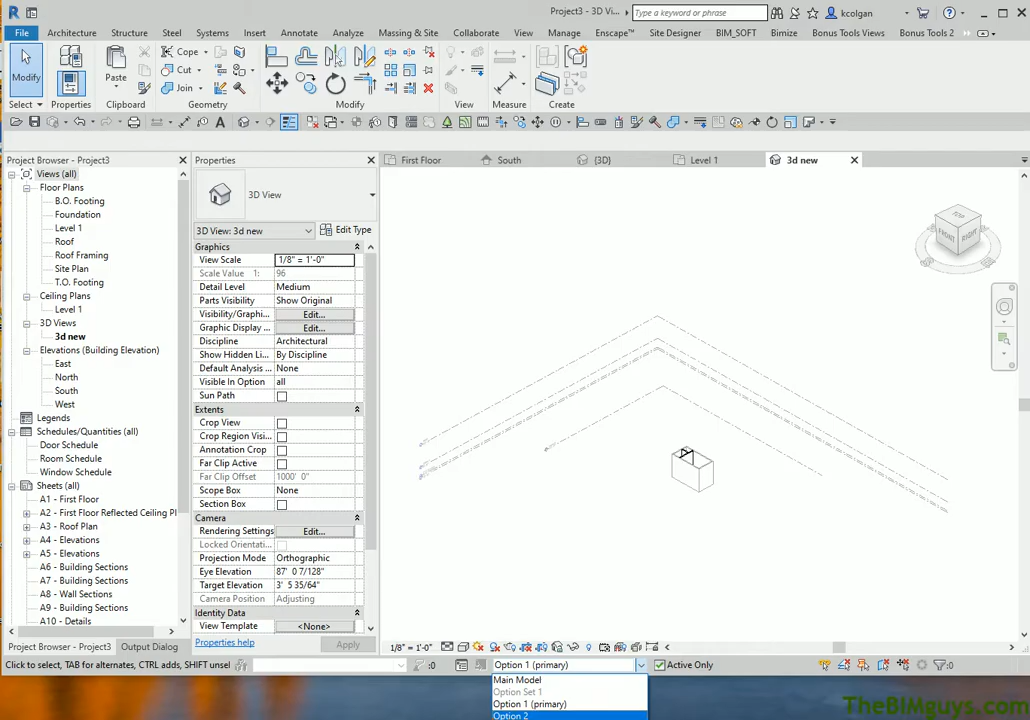 Project3 - 3D Vi...
Type a keyword or phrase
kcolgan
File Architecture Structure Steel Systems Insert Annotate Analyze Massing & Site Collaborate View Manage Enscape™ Site Designer BIM_SOFT Bimize Bonus Tools Views Bonus Tools 2
Modify Properties Paste Cope Cut Join
Select Properties Clipboard Geometry Modify View Measure Create
Project Browser - Project3
Views (all)
Floor Plans
B.O. Footing
Foundation
Level 1
Roof
Roof Framing
Site Plan
T.O. Footing
Ceiling Plans
Level 1
3D Views
3d new
Elevations (Building Elevation)
East
North
South
West
Legends
Schedules/Quantities (all)
Door Schedule
Room Schedule
Window Schedule
Sheets (all)
A1 - First Floor
A2 - First Floor Reflected Ceiling P
A3 - Roof Plan
A4 - Elevations
A5 - Elevations
A6 - Building Sections
A7 - Building Sections
A8 - Wall Sections
A9 - Building Sections
A10 - Details
Project Browser - Project3 Output Dialog
Properties
3D View
3D View: 3d new Edit Type
Graphics
View Scale 1/8" = 1'-0"
Scale Value 1: 96
Detail Level Medium
Parts Visibility Show Original
Visibility/Graphi... Edit...
Graphic Display ... Edit...
Discipline Architectural
Show Hidden Li... By Discipline
Default Analysis ... None
Visible In Option all
Sun Path
Extents
Crop View
Crop Region Visi...
Annotation Crop
Far Clip Active
Far Clip Offset 1000' 0"
Scope Box None
Section Box
Camera
Rendering Settings Edit...
Locked Orientati...
Projection Mode Orthographic
Eye Elevation 87' 0 7/128"
Target Elevation 3' 5 35/64"
Camera Position Adjusting
Identity Data
View Template <None>
Properties help Apply
First Floor South {3D} Level 1 3d new
TOP
FRONT RIGHT
1/8" = 1'-0"
Click to select, TAB for alternates, CTRL adds, SHIFT unsel :0 Option 1 (primary) Active Only :0
Main Model
Option Set 1
Option 1 (primary)
Option 2
TheBIMguys.com